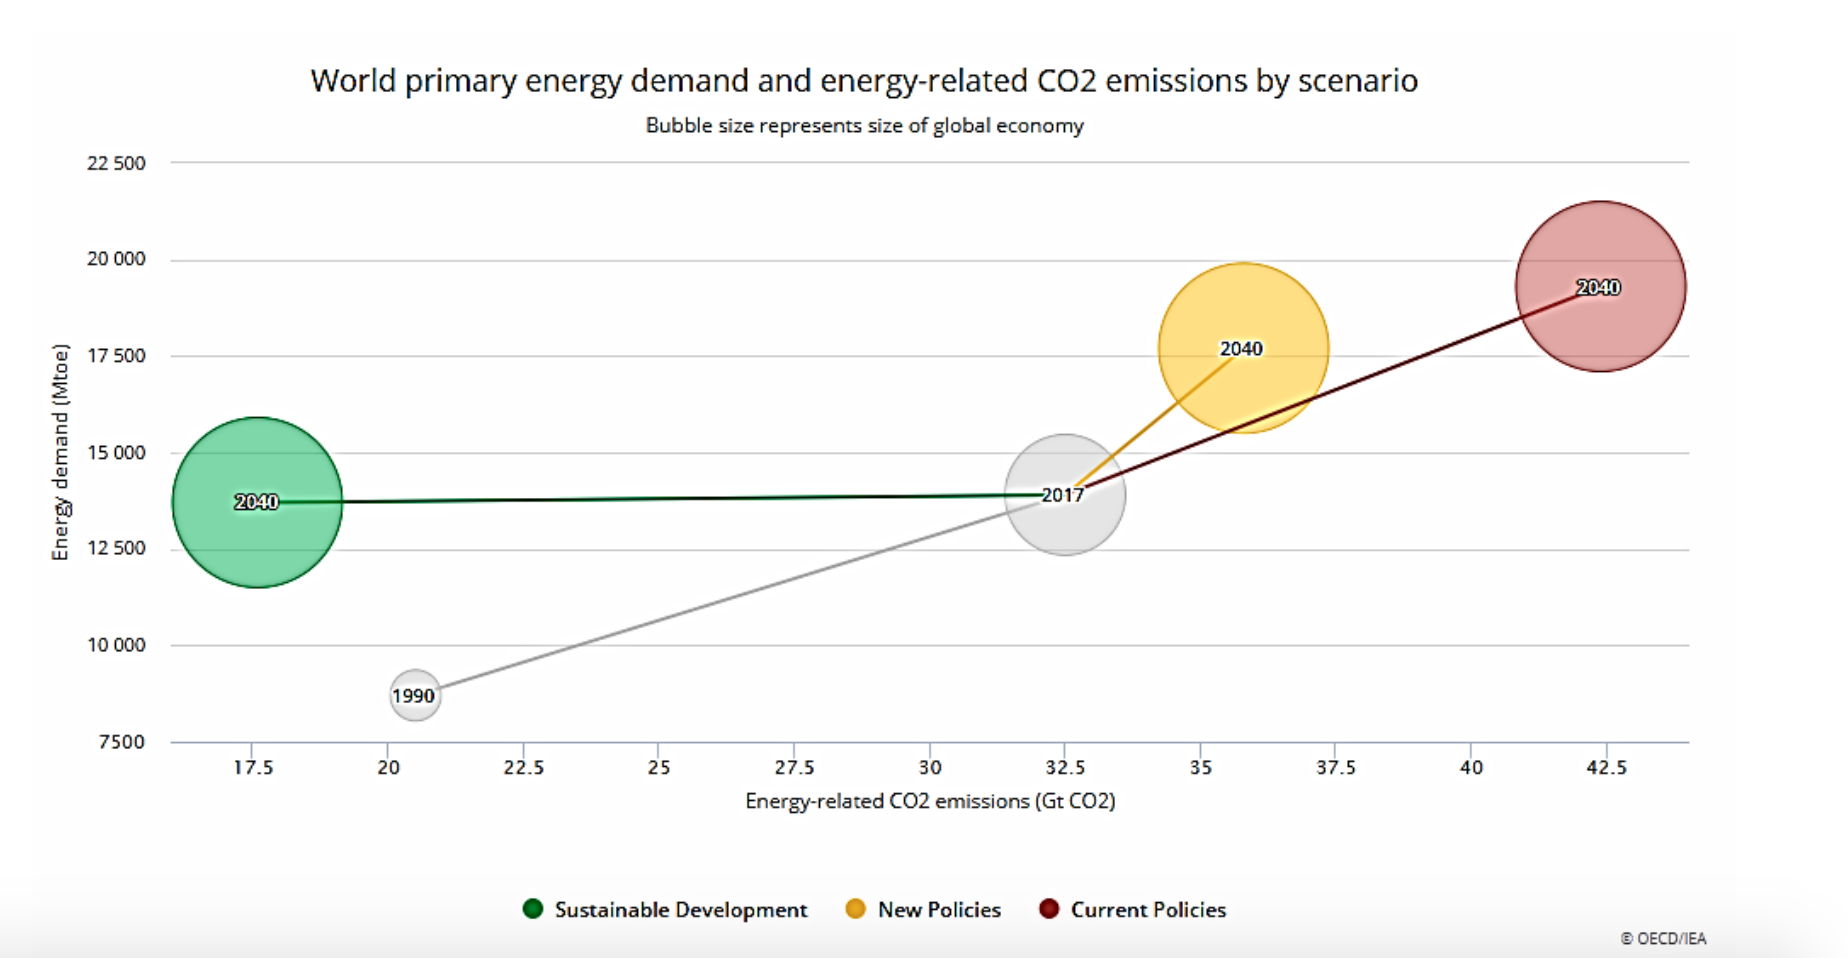 World primary energy demand and energy-related CO2 emissions by scenario
Bubble size represents size of global economy
22 500
20 000
17 500
15 000
12 500
10 000
7500
Energy demand (Mtoe)
2040
2040
2040
2017
1990
17.5
20
22.5
25
27.5
30
32.5
35
37.5
40
42.5
Energy-related CO2 emissions (Gt CO2)
Sustainable Development
New Policies
Current Policies
© OECD/IEA